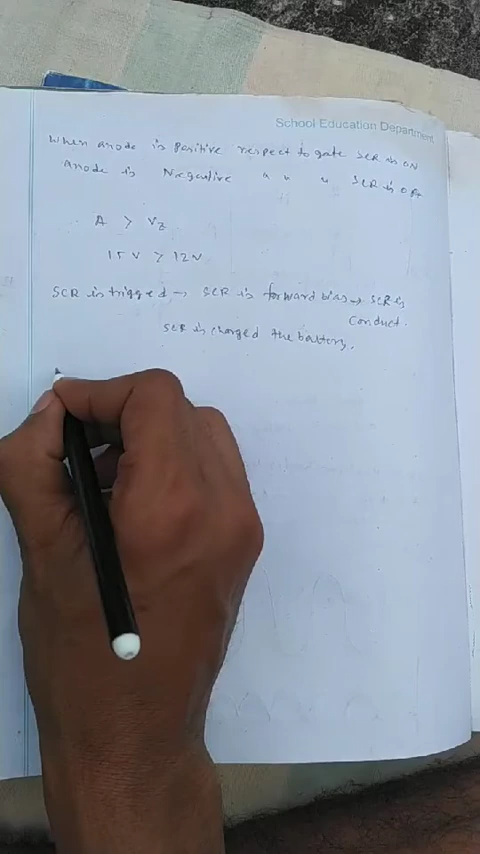 School Education Department
When anode is Positive respect to gate SCR is ON
Anode is Negative " " " SCR is OFF
A > Vz
15V > 12V
SCR is trigged → SCR is forward bias → SCR is
Conduct.
SCR is charged the battery.